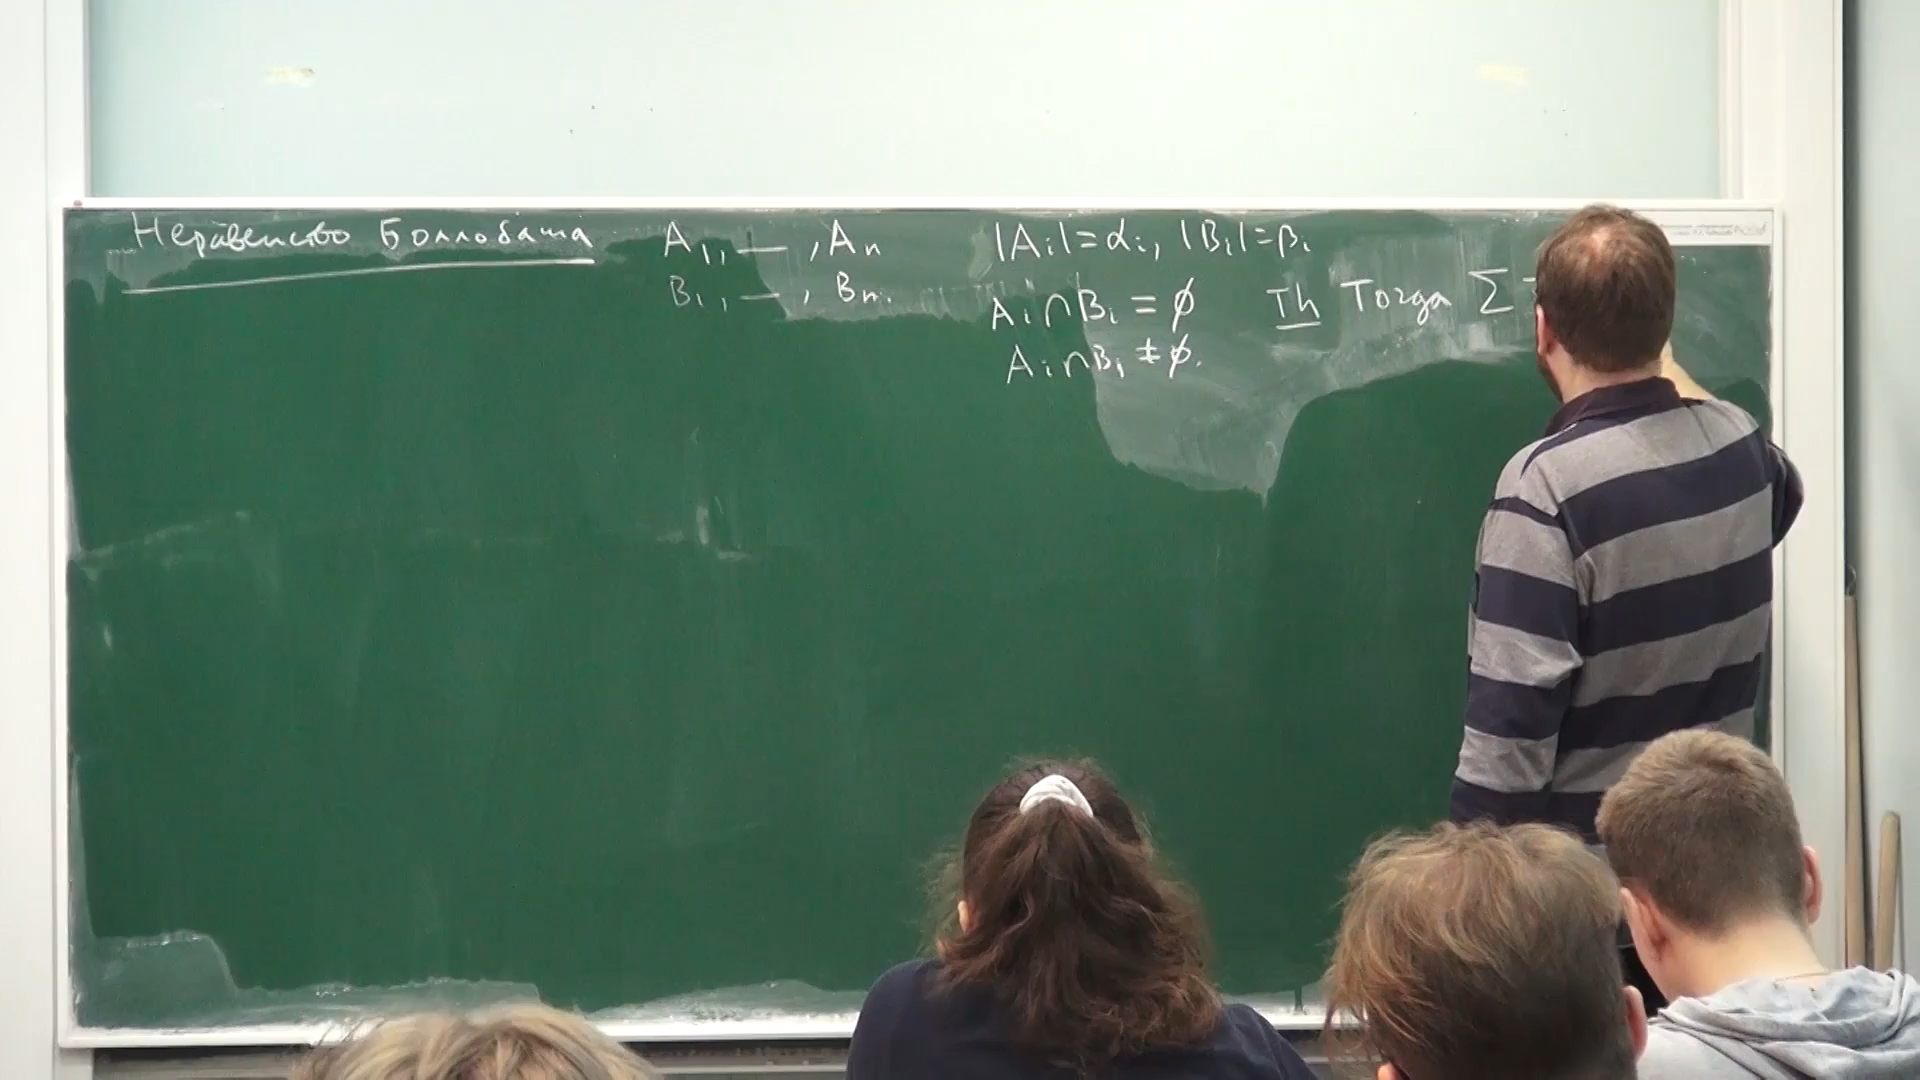 Неравенство Боллобаша
A₁, — , Aₙ
B₁, — , Bₙ.
|Aᵢ|=αᵢ, |Bᵢ|=βᵢ
Aᵢ∩Bᵢ = ∅
Aᵢ∩Bⱼ ≠ ∅.
Th Тогда Σ